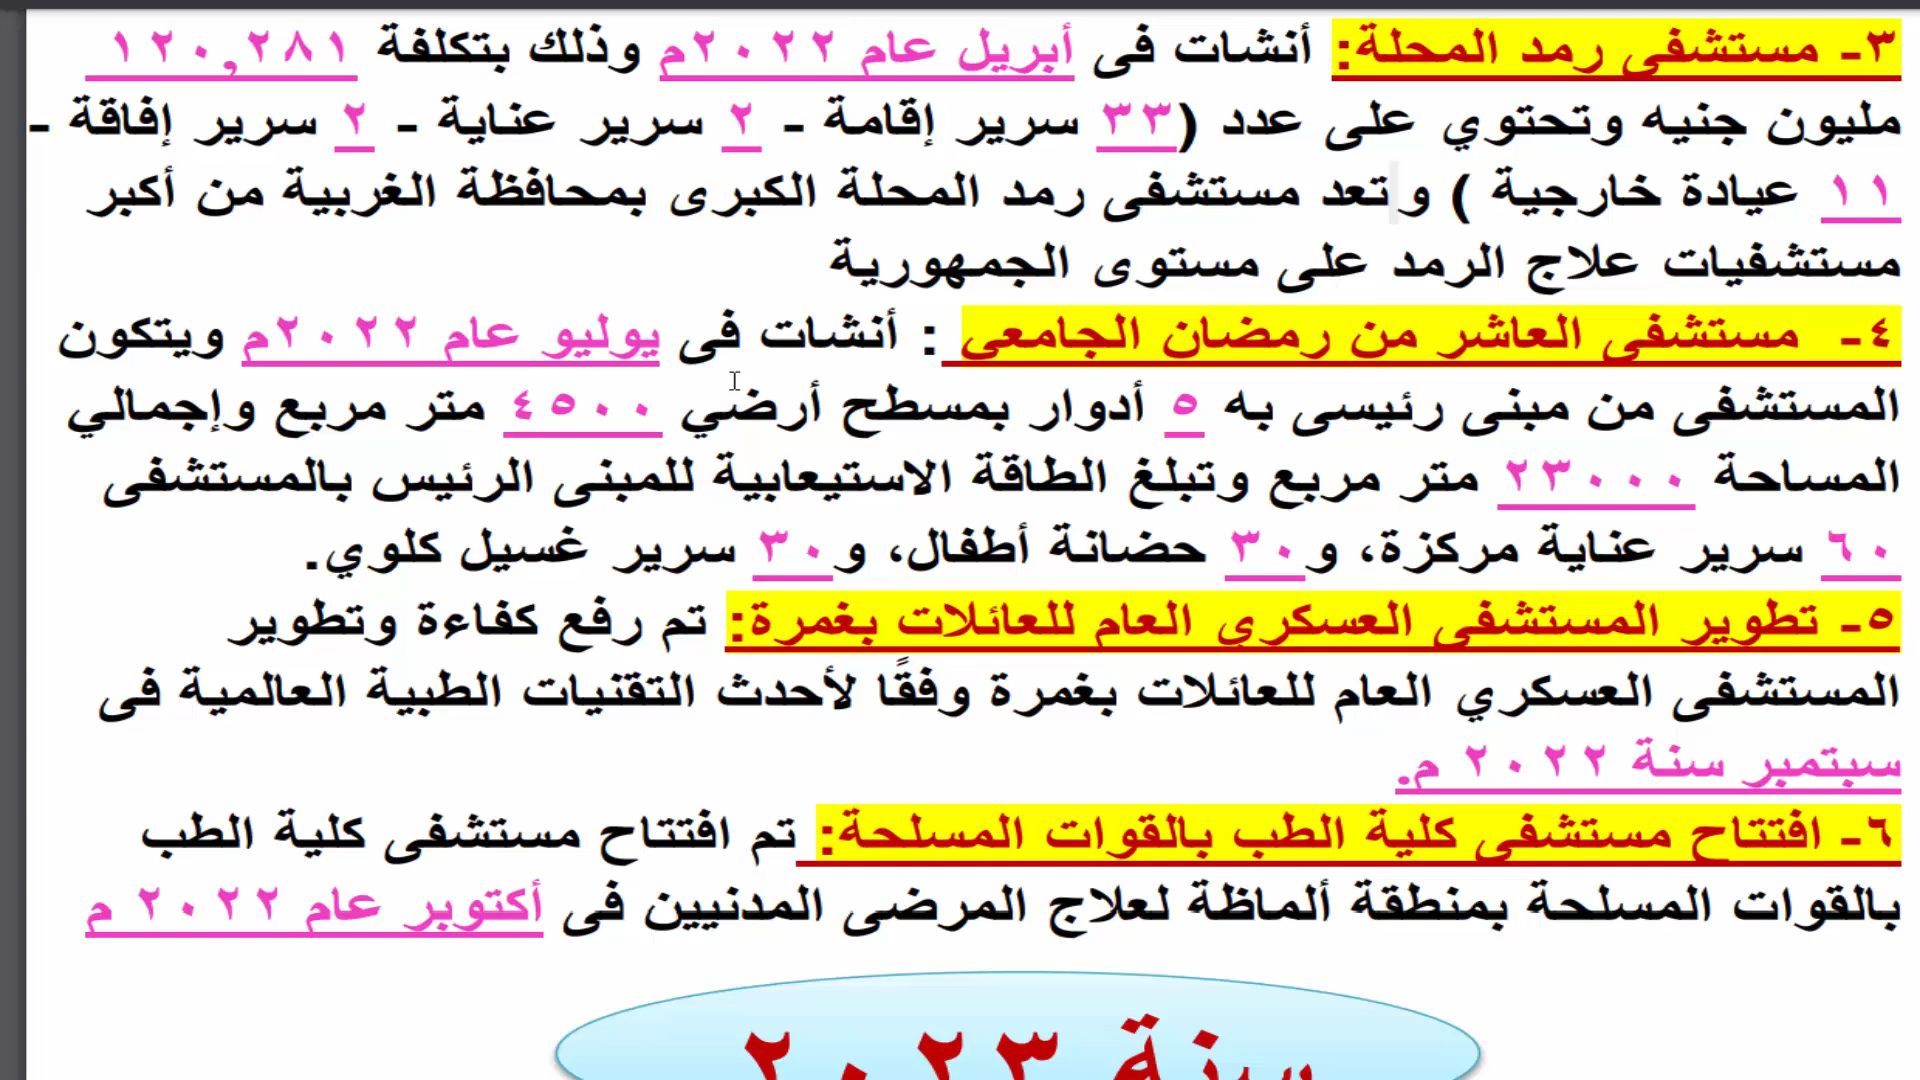 ٣- مستشفى رمد المحلة: أنشات فى أبريل عام ٢٠٢٢م وذلك بتكلفة ١٢٠,٢٨١
مليون جنيه وتحتوي على عدد (٣٣ سرير إقامة - ٢ سرير عناية - ٢ سرير إفاقة -
١١ عيادة خارجية ) وتعد مستشفى رمد المحلة الكبرى بمحافظة الغربية من أكبر
مستشفيات علاج الرمد على مستوى الجمهورية
٤- مستشفى العاشر من رمضان الجامعى : أنشات فى يوليو عام ٢٠٢٢م ويتكون
المستشفى من مبنى رئيسى به ٥ أدوار بمسطح أرضي ٤٥٠٠ متر مربع وإجمالي
المساحة ٢٣٠٠٠ متر مربع وتبلغ الطاقة الاستيعابية للمبنى الرئيس بالمستشفى
٦٠ سرير عناية مركزة، و٣٠ حضانة أطفال، و٣٠ سرير غسيل كلوي.
٥- تطوير المستشفى العسكري العام للعائلات بغمرة: تم رفع كفاءة وتطوير
المستشفى العسكري العام للعائلات بغمرة وفقًا لأحدث التقنيات الطبية العالمية فى
سبتمبر سنة ٢٠٢٢ م.
٦- افتتاح مستشفى كلية الطب بالقوات المسلحة: تم افتتاح مستشفى كلية الطب
بالقوات المسلحة بمنطقة ألماظة لعلاج المرضى المدنيين فى أكتوبر عام ٢٠٢٢ م
سنة ٢٠٢٣